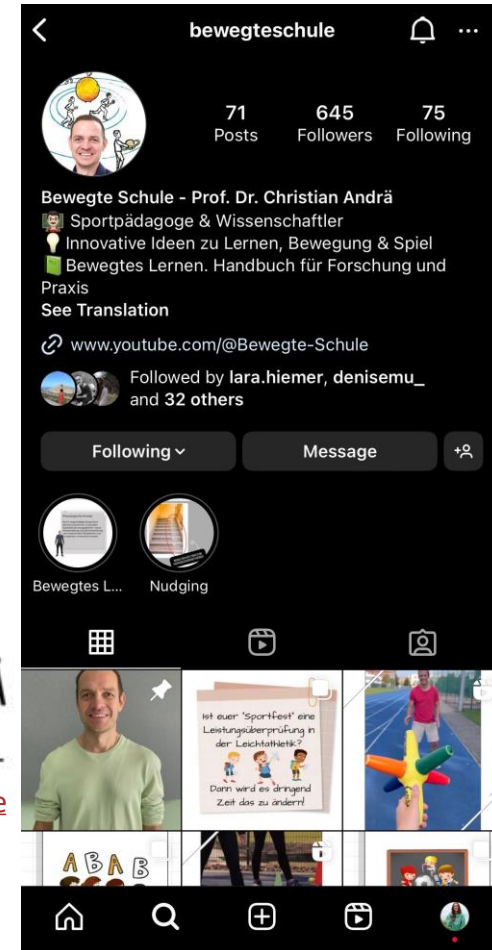 bewegteschule
71
645
75
Posts
Followers
Following
Bewegte Schule - Prof. Dr. Christian Andrä
Sportpädagoge & Wissenschaftler
Innovative Ideen zu Lernen, Bewegung & Spiel
Bewegtes Lernen. Handbuch für Forschung und
Praxis
See Translation
www.youtube.com/@Bewegte-Schule
Followed by lara.hiemer, denisemu_
and 32 others
Following
Message
Bewegtes L...
Nudging
Ist euer "Sportfest" eine
Leistungsüberprüfung in
der Leichtathletik?
Dann wird es dringend
Zeit das zu ändern!
e
A B A B